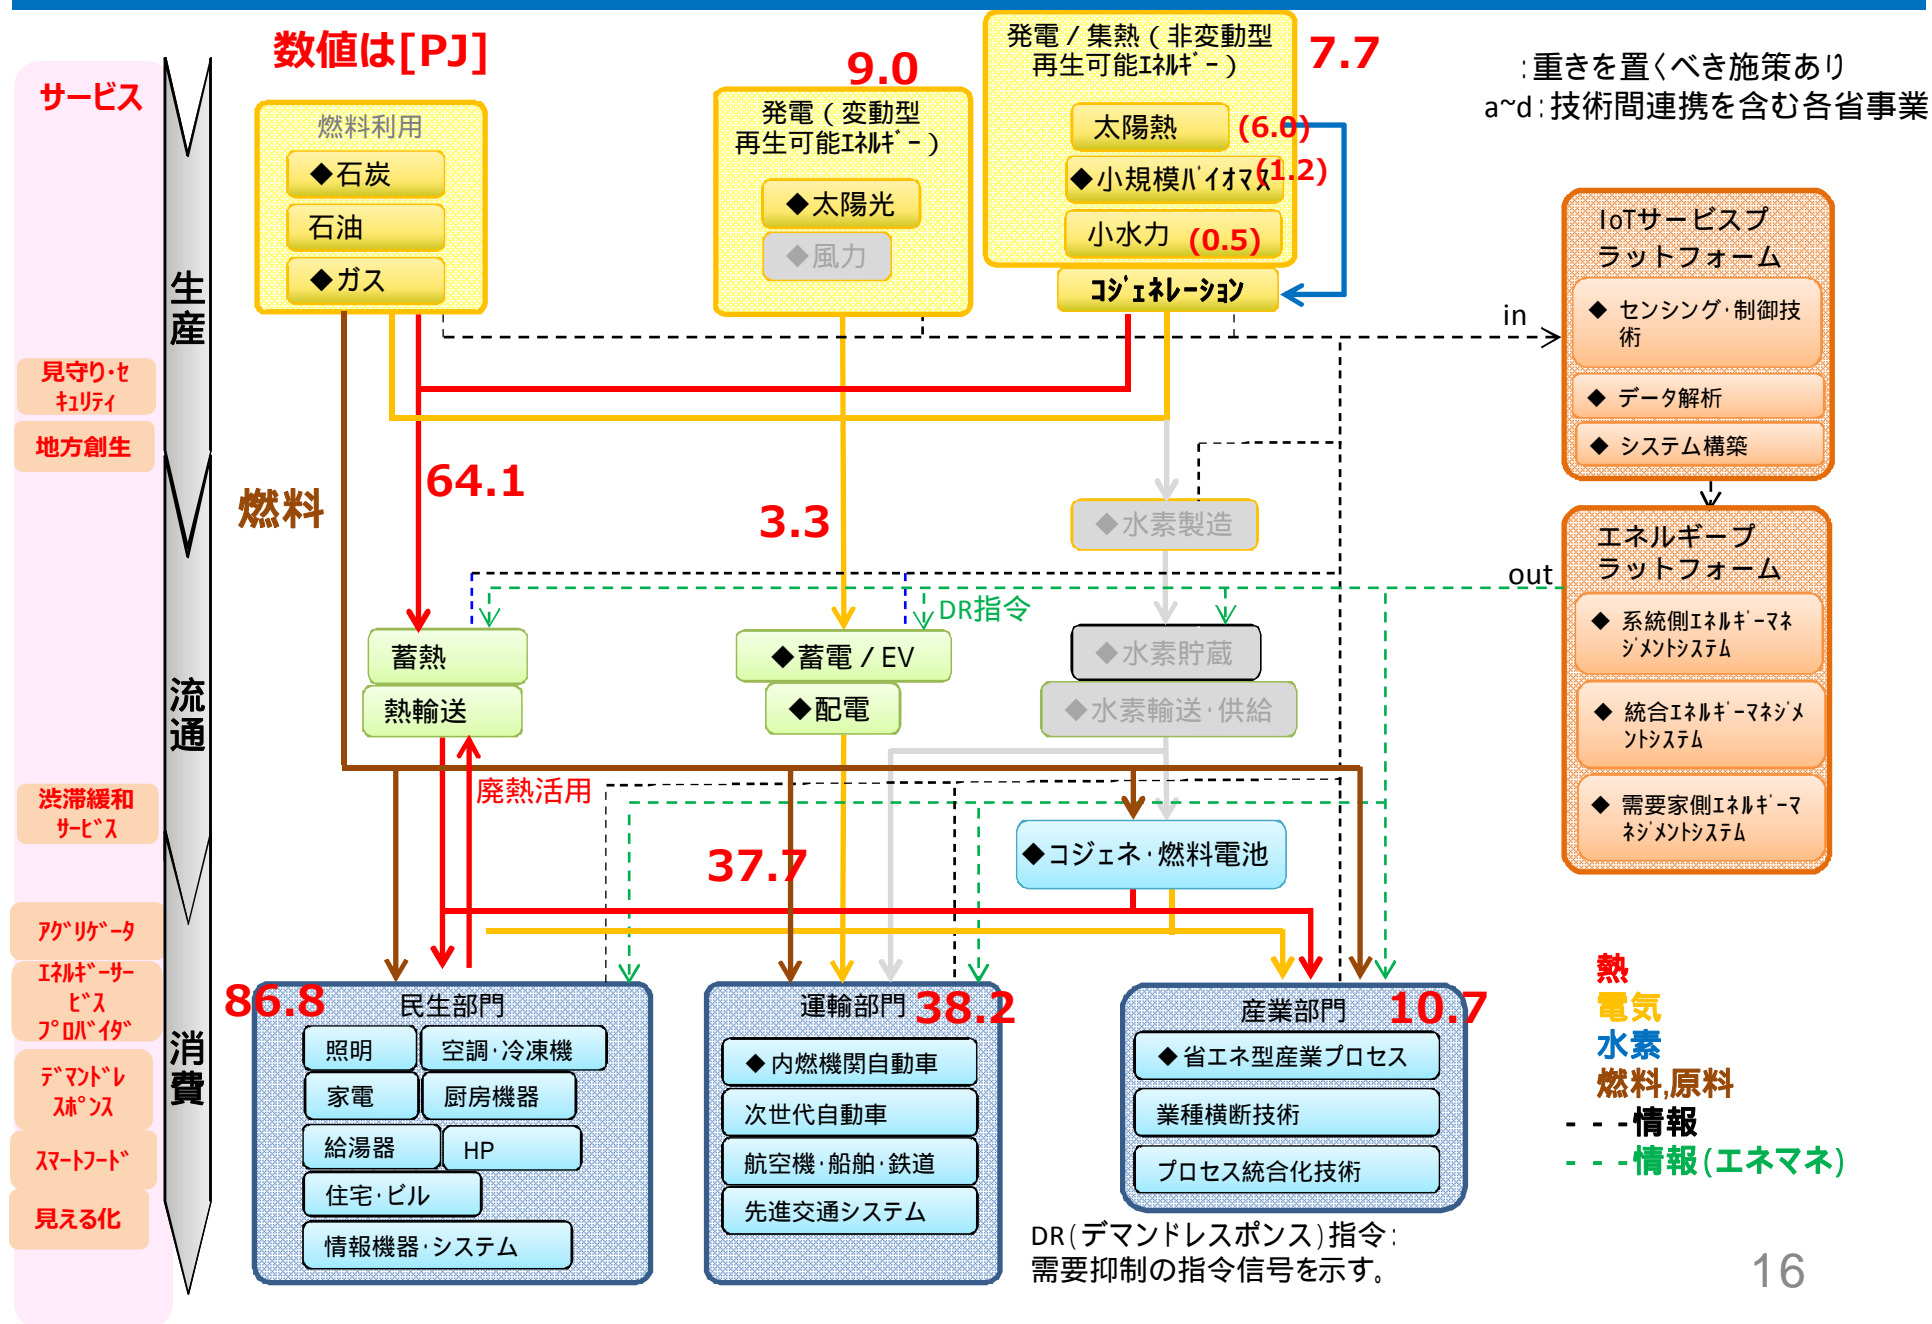 数値は[PJ]
サービス
見守り・セ
キュリティ
地方創生
渋滞緩和
サービス
アグリゲータ
エネルギーサー
ビス
プロバイダ
デマンドレ
スポンス
スマートフード
見える化
生産
流通
消費
燃料利用
◆石炭
石油
◆ガス
9.0
発電(変動型
再生可能エネルギー)
◆太陽光
◆風力
発電/集熱(非変動型
再生可能エネルギー)
7.7
太陽熱
(6.0)
◆小規模バイオマス
(1.2)
小水力
(0.5)
コジェネレーション
:重きを置くべき施策あり
a~d:技術間連携を含む各省事業
IoTサービスプ
ラットフォーム
◆ センシング・制御技
術
◆ データ解析
◆ システム構築
in
エネルギープ
ラットフォーム
◆ 系統側エネルギーマネ
ジメントシステム
◆ 統合エネルギーマネジメ
ントシステム
◆ 需要家側エネルギーマ
ネジメントシステム
out
燃料
64.1
3.3
◆水素製造
DR指令
蓄熱
熱輸送
◆蓄電/EV
◆配電
◆水素貯蔵
◆水素輸送・供給
廃熱活用
37.7
◆コジェネ・燃料電池
86.8
民生部門
照明
空調・冷凍機
家電
厨房機器
給湯器
HP
住宅・ビル
情報機器・システム
運輸部門
38.2
◆内燃機関自動車
次世代自動車
航空機・船舶・鉄道
先進交通システム
産業部門
10.7
◆省エネ型産業プロセス
業種横断技術
プロセス統合化技術
DR(デマンドレスポンス)指令:
需要抑制の指令信号を示す。
熱
電気
水素
燃料,原料
- - -情報
- - -情報(エネマネ)
16